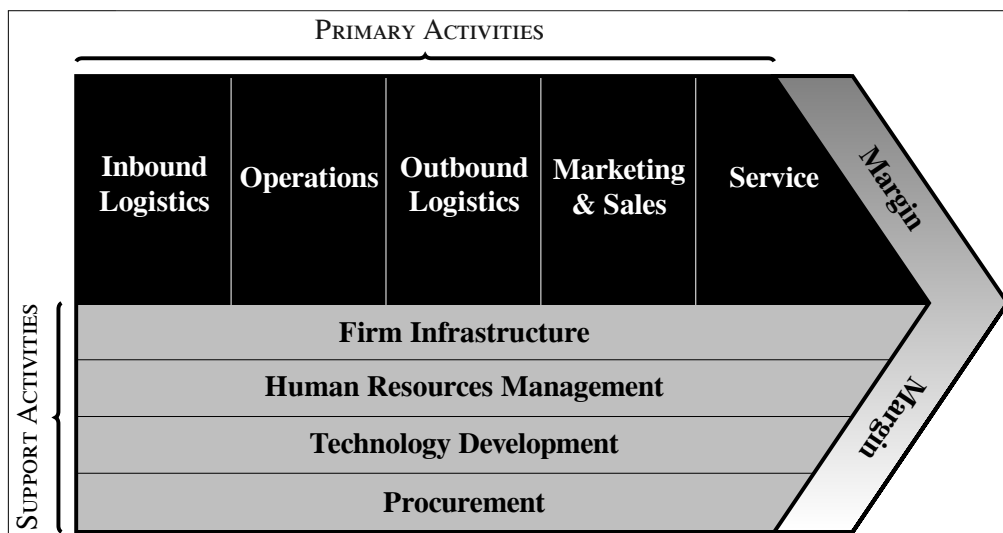 PRIMARY ACTIVITIES
Inbound
Logistics
Operations
Outbound
Logistics
Marketing
& Sales
Service
Margin
SUPPORT ACTIVITIES
Firm Infrastructure
Human Resources Management
Technology Development
Procurement
Margin